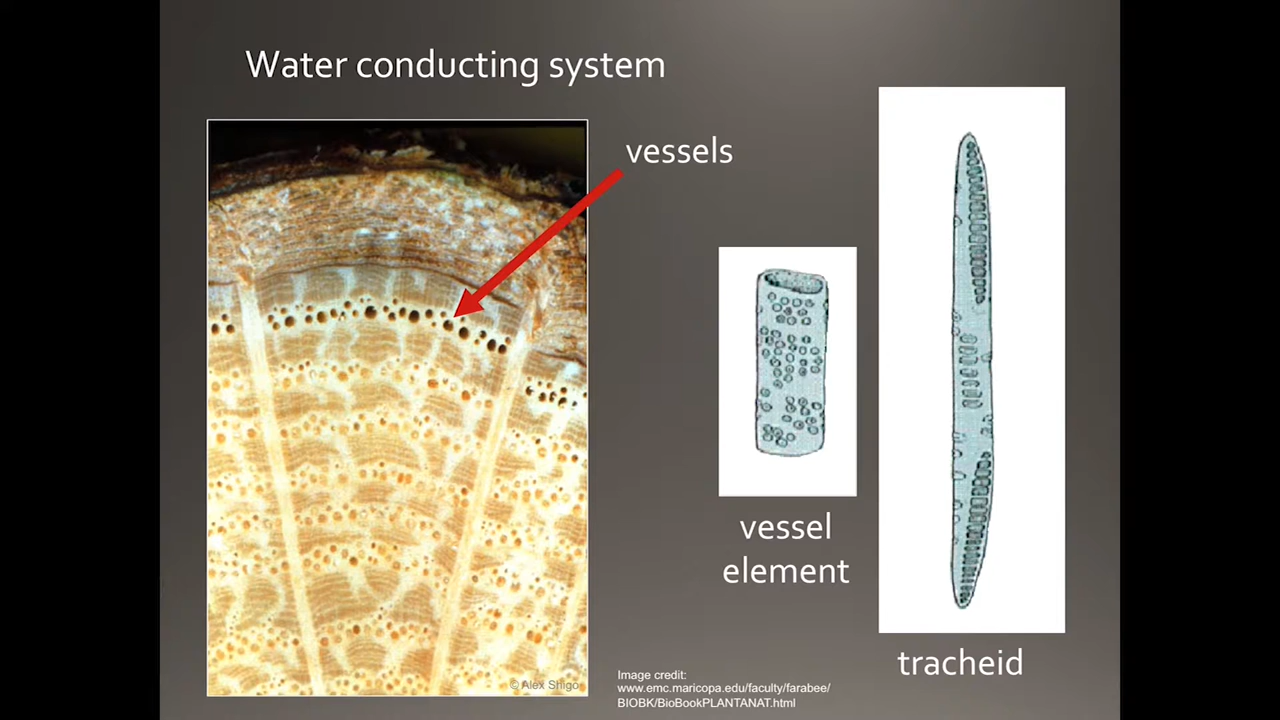 Water conducting system
vessels
vessel
element
tracheid
© Alex Shigo
Image credit:
www.emc.maricopa.edu/faculty/farabee/
BIOBK/BioBookPLANTANAT.html